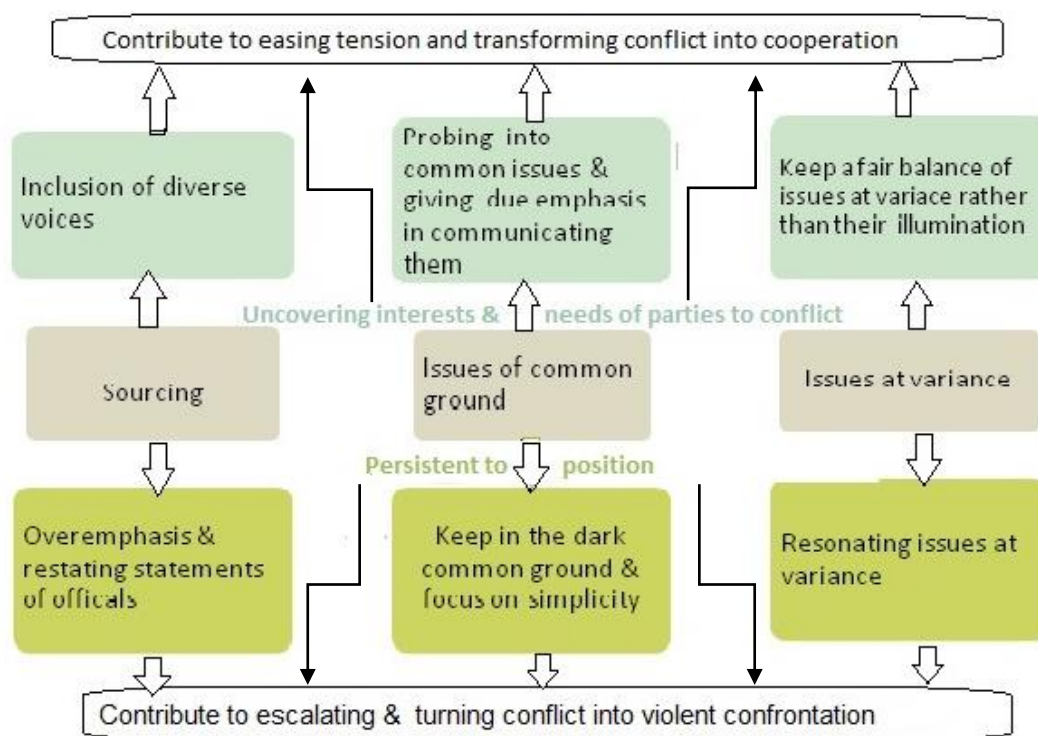 Contribute to easing tension and transforming conflict into cooperation
Inclusion of diverse
voices
Probing into
common issues &
giving due emphasis
in communicating
them
Keep a fair balance of
issues at variace rather
than their illumination
Uncovering interests & needs of parties to conflict
Sourcing
Issues of common
ground
Issues at variance
Persistent to position
Overemphasis &
restating statements
of officals
Keep in the dark
common ground &
focus on simplicity
Resonating issues at
variance
Contribute to escalating & turning conflict into violent confrontation